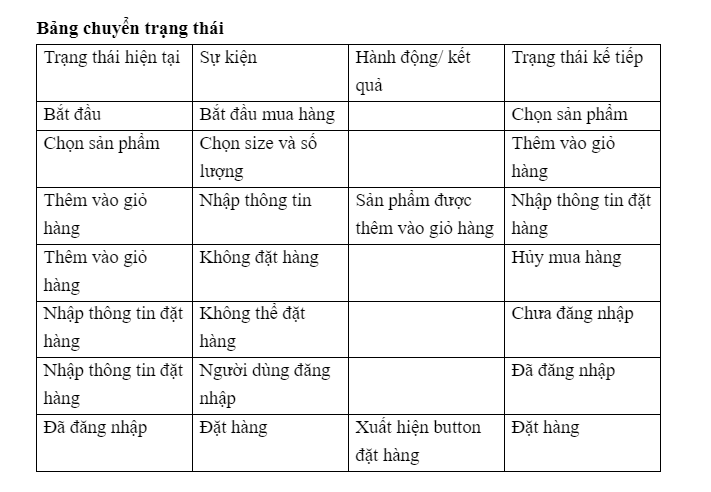 Bảng chuyển trạng thái
Trạng thái hiện tại Sự kiện Hành động/ kết Trạng thái kế tiếp
quả
Bắt đầu Bắt đầu mua hàng Chọn sản phẩm
Chọn sản phẩm Chọn size và số Thêm vào giỏ
lượng hàng
Thêm vào giỏ Nhập thông tin Sản phẩm được Nhập thông tin đặt
hàng thêm vào giỏ hàng hàng
Thêm vào giỏ Không đặt hàng Hủy mua hàng
hàng
Nhập thông tin đặt Không thể đặt Chưa đăng nhập
hàng hàng
Nhập thông tin đặt Người dùng đăng Đã đăng nhập
hàng nhập
Đã đăng nhập Đặt hàng Xuất hiện button Đặt hàng
đặt hàng